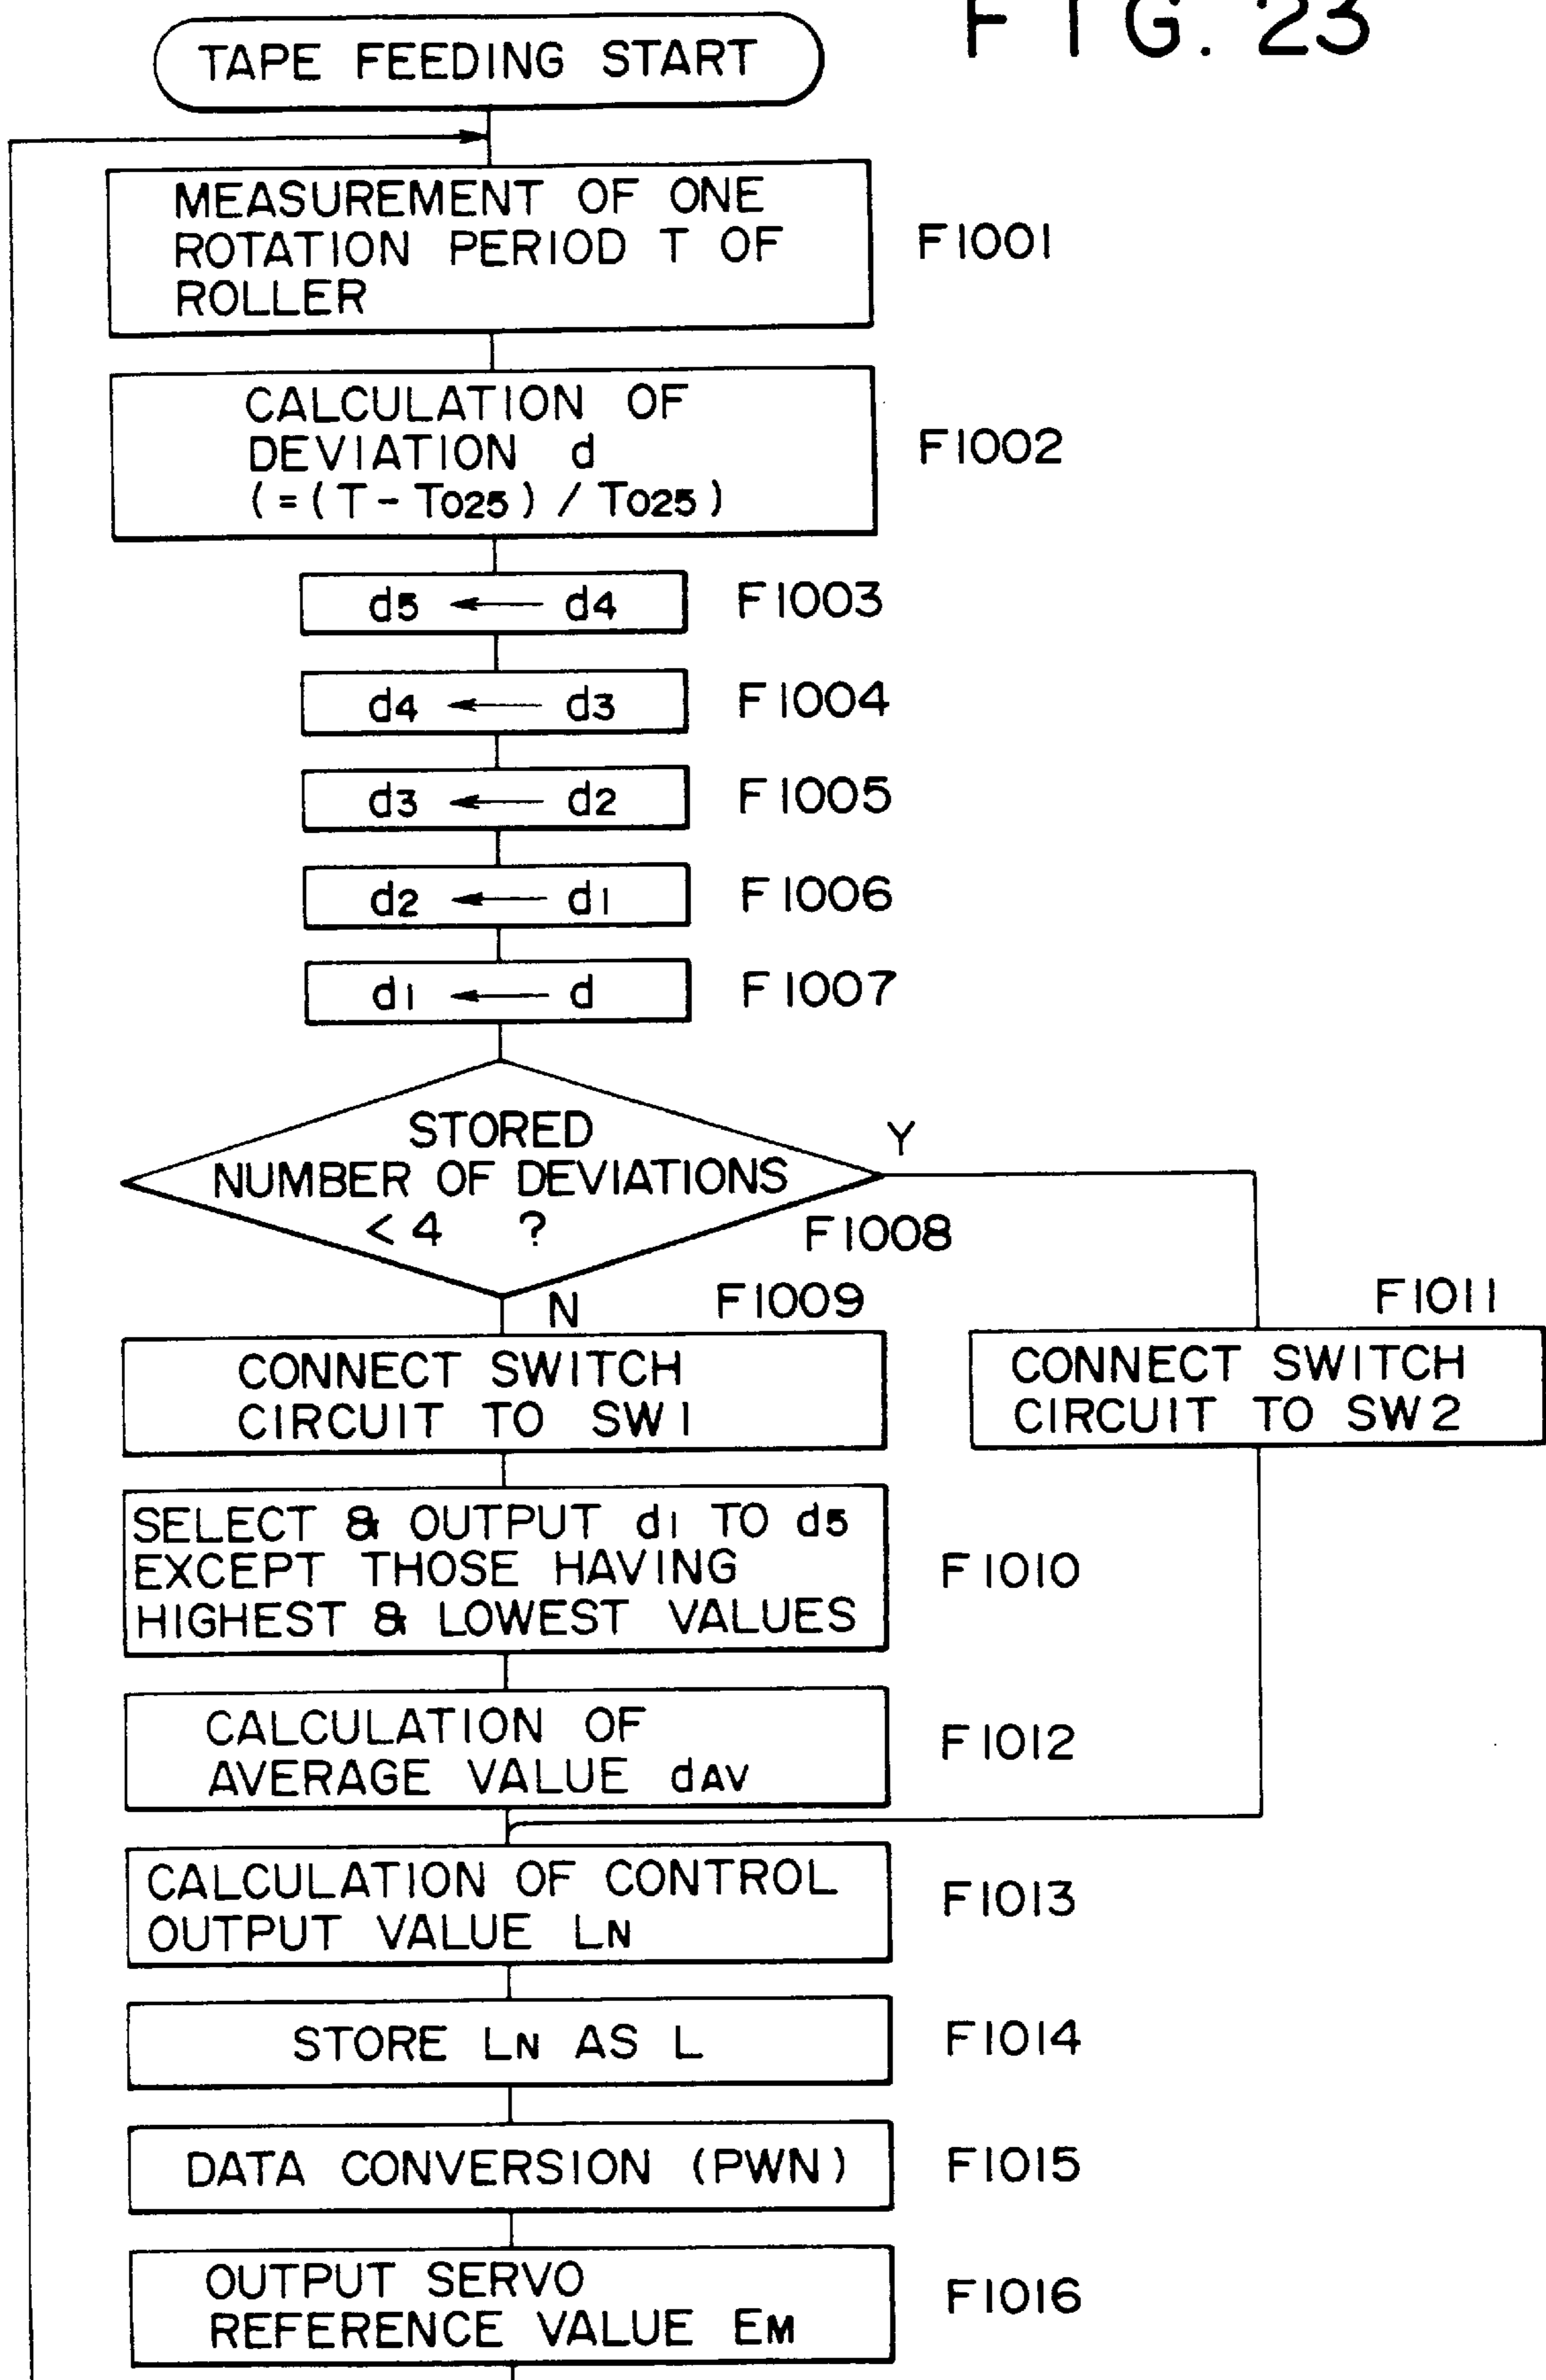 FIG. 23
TAPE FEEDING START
MEASUREMENT OF ONE
ROTATION PERIOD T OF
ROLLER
F1001
CALCULATION OF
DEVIATION d
(=(T-T025)/T025)
F1002
d5 ← d4
F1003
d4 ← d3
F1004
d3 ← d2
F1005
d2 ← d1
F1006
d1 ← d
F1007
STORED
NUMBER OF DEVIATIONS
<4 ?
F1008
Y
N
F1009
CONNECT SWITCH
CIRCUIT TO SW1
F1011
CONNECT SWITCH
CIRCUIT TO SW2
SELECT & OUTPUT d1 TO d5
EXCEPT THOSE HAVING
HIGHEST & LOWEST VALUES
F1010
CALCULATION OF
AVERAGE VALUE dAV
F1012
CALCULATION OF CONTROL
OUTPUT VALUE LN
F1013
STORE LN AS L
F1014
DATA CONVERSION (PWN)
F1015
OUTPUT SERVO
REFERENCE VALUE EM
F1016